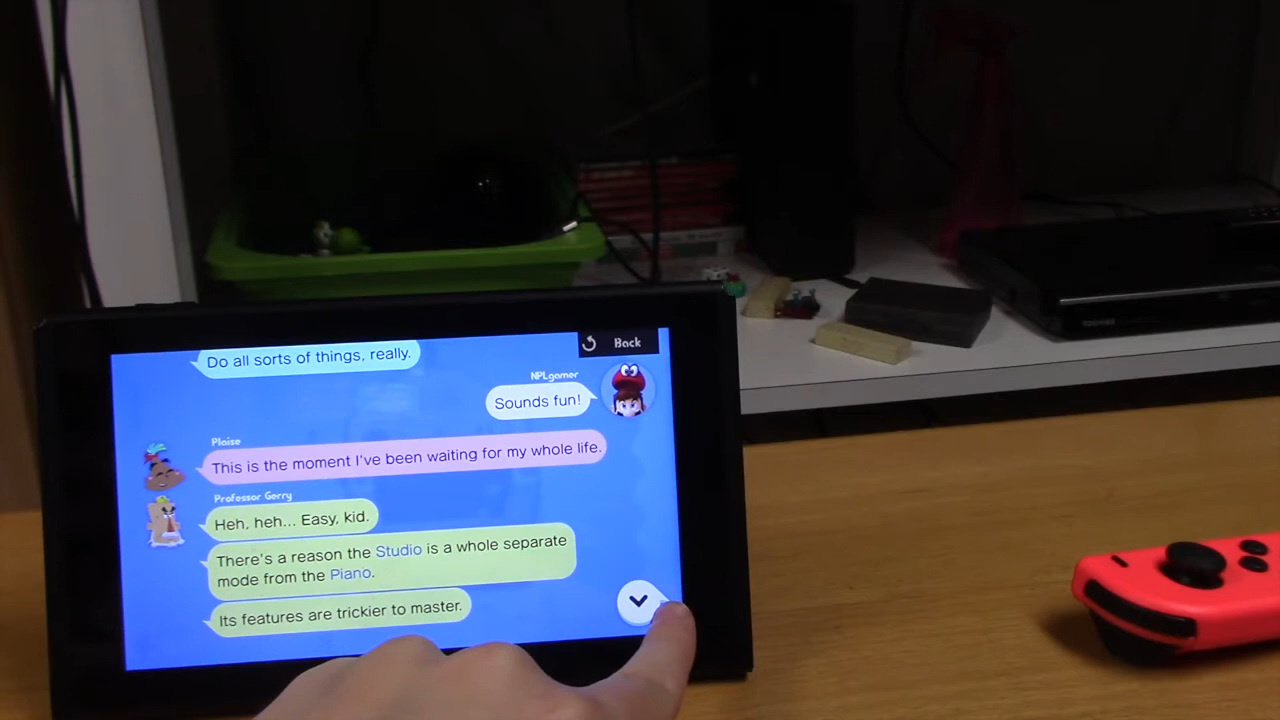 Do all sorts of things, really.
Back
NPLgamer
Sounds fun!
Plaise
This is the moment I've been waiting for my whole life.
Professor Gerry
Heh, heh... Easy, kid.
There's a reason the Studio is a whole separate
mode from the Piano.
Its features are trickier to master.
TOSHIBA